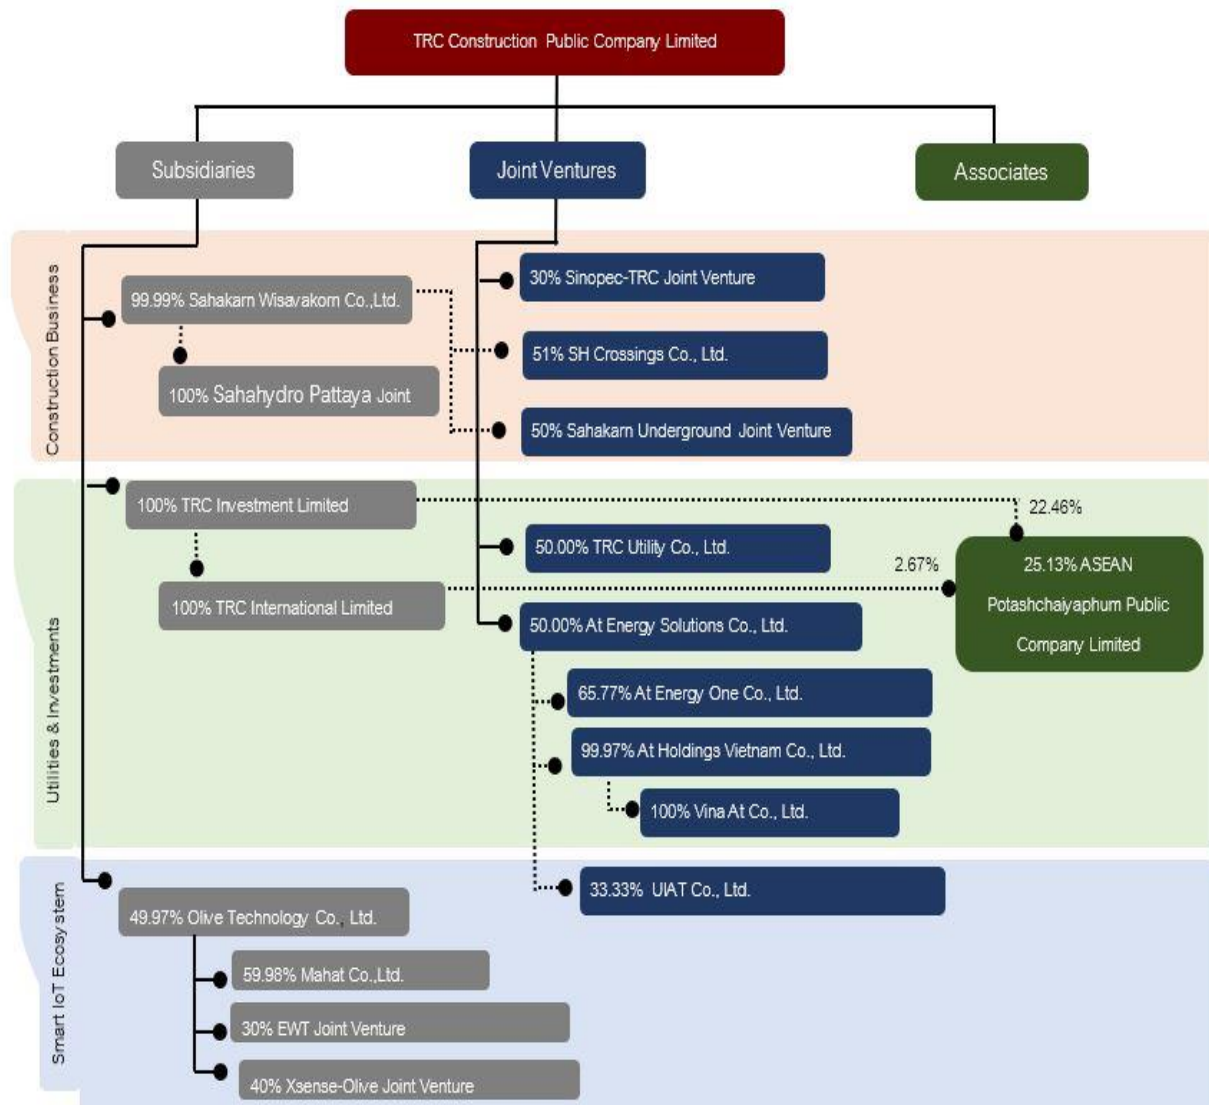 TRC Construction Public Company Limited
Subsidiaries
Joint Ventures
Associates
Construction Business
99.99% Sahakarn Wisavakorn Co.,Ltd.
100% Sahahydro Pattaya Joint
30% Sinopec-TRC Joint Venture
51% SH Crossings Co., Ltd.
50% Sahakarn Underground Joint Venture
Utilities & Investments
100% TRC Investment Limited
100% TRC International Limited
50.00% TRC Utility Co., Ltd.
50.00% At Energy Solutions Co., Ltd.
65.77% At Energy One Co., Ltd.
99.97% At Holdings Vietnam Co., Ltd.
100% Vina At Co., Ltd.
22.46%
2.67%
25.13% ASEAN
Potashchaiyaphum Public
Company Limited
Smart IoT Ecosystem
33.33% UIAT Co., Ltd.
49.97% Olive Technology Co., Ltd.
59.98% Mahat Co.,Ltd.
30% EWT Joint Venture
40% Xsense-Olive Joint Venture